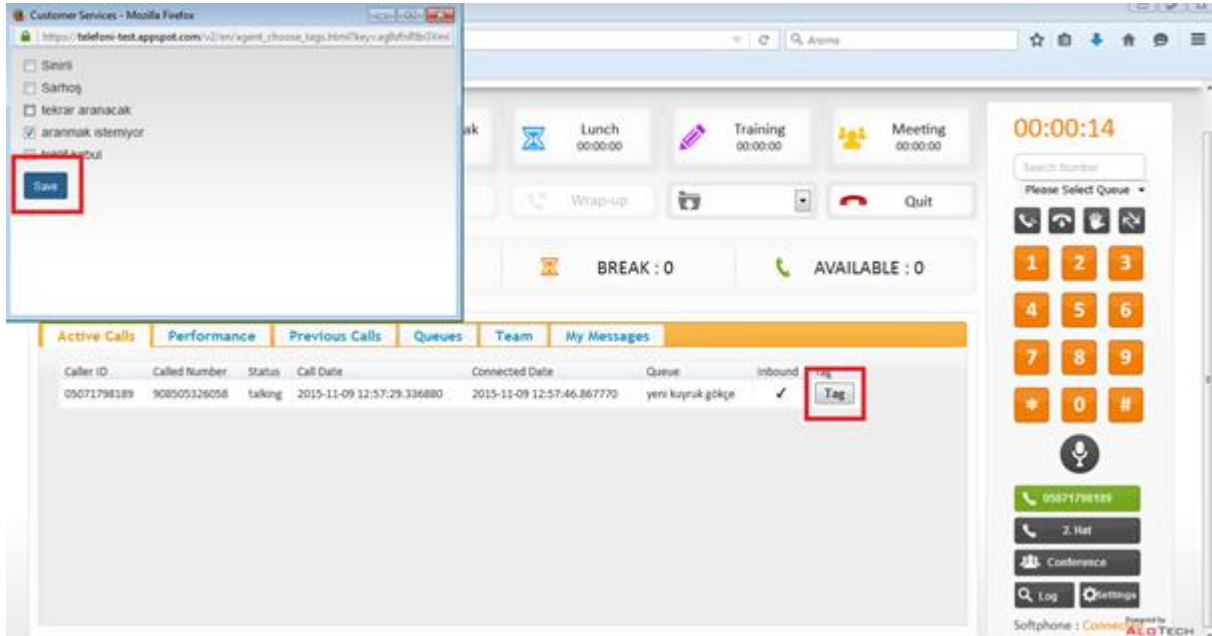 Customer Services - Mozilla Firefox
https://telefoni-test.appspot.com/v2/en/agent_choose_tags.html?key=
Sinirli
Sarhoş
tekrar aranacak
aranmak istemiyor
kabul
Save
Arama
Lunch
00:00:00
Training
00:00:00
Meeting
00:00:00
Wrap-up
Quit
BREAK : 0
AVAILABLE : 0
Active Calls Performance Previous Calls Queues Team My Messages
Caller ID Called Number Status Call Date Connected Date Queue Inbound Tag
05071798189 908505326058 talking 2015-11-09 12:57:29.336880 2015-11-09 12:57:46.867770 yeni kuyruk gökçe ✓ Tag
00:00:14
Search Number
Please Select Queue
1 2 3
4 5 6
7 8 9
* 0 #
05071798189
2. Hat
Conference
Log Settings
Softphone : Connected
Powered by
ALOTECH